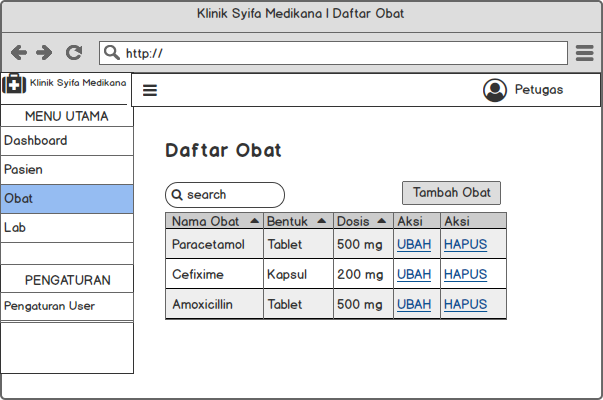 Klinik Syifa Medikana | Daftar Obat
http://
Klinik Syifa Medikana
Petugas
MENU UTAMA
Dashboard
Pasien
Obat
Lab
PENGATURAN
Pengaturan User
Daftar Obat
search
Tambah Obat
Nama Obat Bentuk Dosis Aksi Aksi
Paracetamol Tablet 500 mg UBAH HAPUS
Cefixime Kapsul 200 mg UBAH HAPUS
Amoxicillin Tablet 500 mg UBAH HAPUS